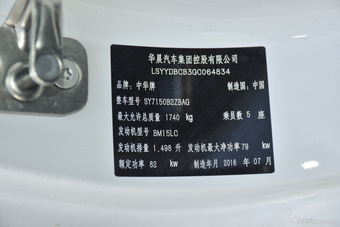 华晨汽车集团控股有限公司
LSYYDBCB3GC064834
品牌：中华牌 制造国：中国
整车型号 SY7150B2ZBAG
最大允许总质量 1740 kg 乘员数 5 座
发动机型号 BM15LC
发动机排量 1,498 升 发动机最大净功率 79 kw
额定功率 82 kw 制造年月 2016 年 07 月